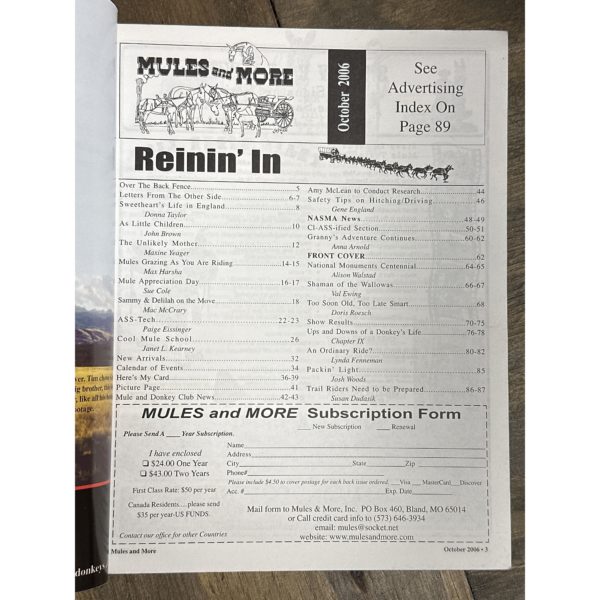 MULES and MORE
October 2006
See
Advertising
Index On
Page 89
Reinin' In
Over The Back Fence 5
Letters From The Other Side 6-7
Sweetheart's Life in England 8
Donna Taylor
As Little Children 10
John Brown
The Unlikely Mother 12
Maxine Yeager
Mules Grazing As You Are Riding 14-15
Max Harsha
Mule Appreciation Day 16-17
Sue Cole
Sammy & Delilah on the Move 18
Mac McCrary
ASS-Tech 22-23
Paige Eissinger
Cool Mule School 26
Janet L. Kearney
New Arrivals 32
Calendar of Events 34
Here's My Card 36-39
Picture Page 41
Mule and Donkey Club News 42-43
Amy McLean to Conduct Research 44
Safety Tips on Hitching/Driving 46
Gene England
NASMA News 48-49
Cl-ASS-ified Section 50-51
Granny's Adventure Continues 60-62
Anna Arnold
FRONT COVER 62
National Monuments Centennial 64-65
Alison Walstad
Shaman of the Wallowas 66-67
Val Ewing
Too Soon Old, Too Late Smart 68
Doris Roesch
Show Results 70-75
Ups and Downs of a Donkey's Life 76-78
Chapter IX
An Ordinary Ride? 80-82
Lynda Fenneman
Packin' Light 85
Josh Woods
Trail Riders Need to be Prepared 86-87
Susan Dudasik
MULES and MORE Subscription Form
Please Send A ____ Year Subscription.
___ New Subscription ___ Renewal
I have enclosed
❑ $24.00 One Year
❑ $43.00 Two Years
First Class Rate: $50 per year
Canada Residents....please send
$35 per year-US FUNDS.
Contact our office for other Countries
Name
Address
City State Zip
Phone#
Please include $4.50 to cover postage for each back issue ordered. __Visa __MasterCard__Discover
Acc. # Exp. Date
Mail form to Mules & More, Inc. PO Box 460, Bland, MO 65014
or Call credit card info to (573) 646-3934
email: mules@socket.net
website: www.mulesandmore.com
Mules and More
October 2006 • 3
big brother,
like all his
donkeys